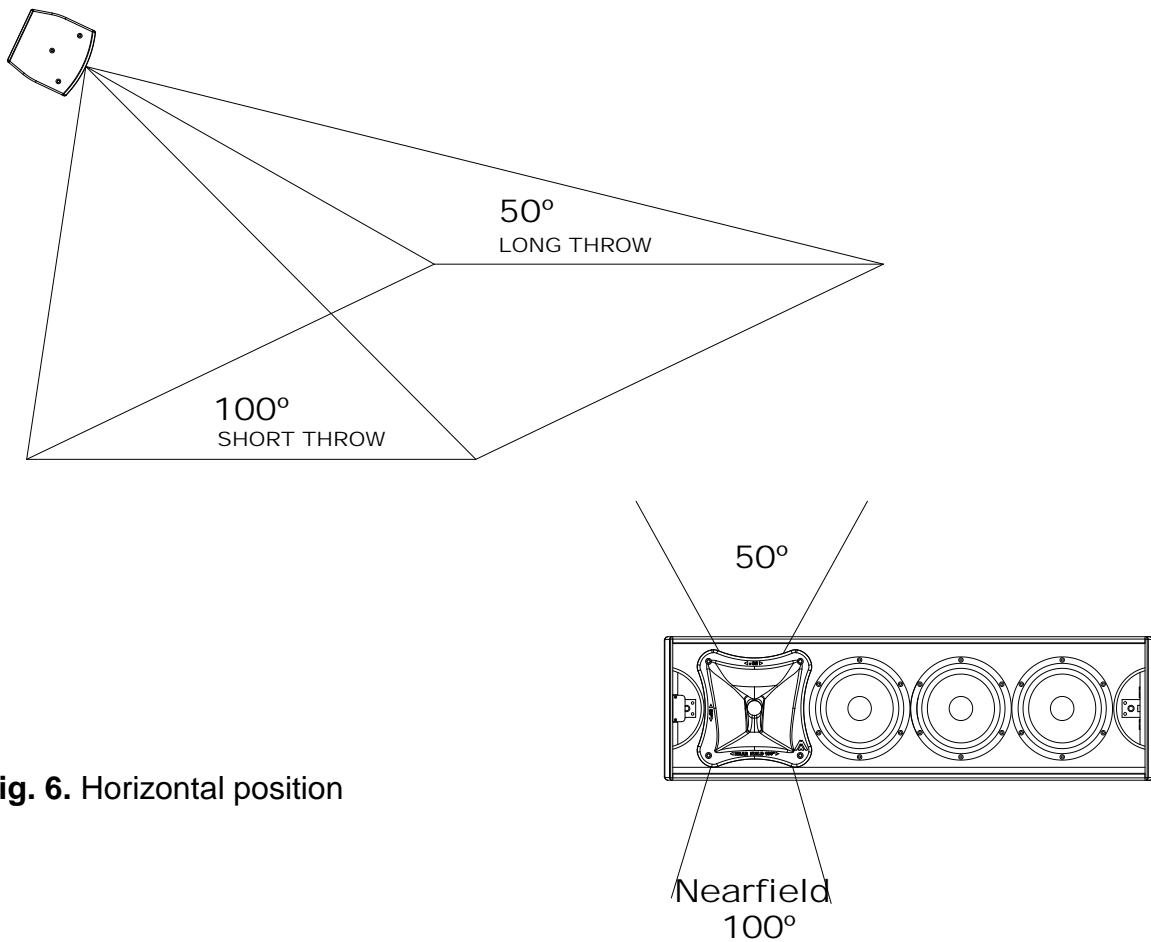 50º
LONG THROW
100º
SHORT THROW
50º
ig. 6. Horizontal position
Nearfield
100º